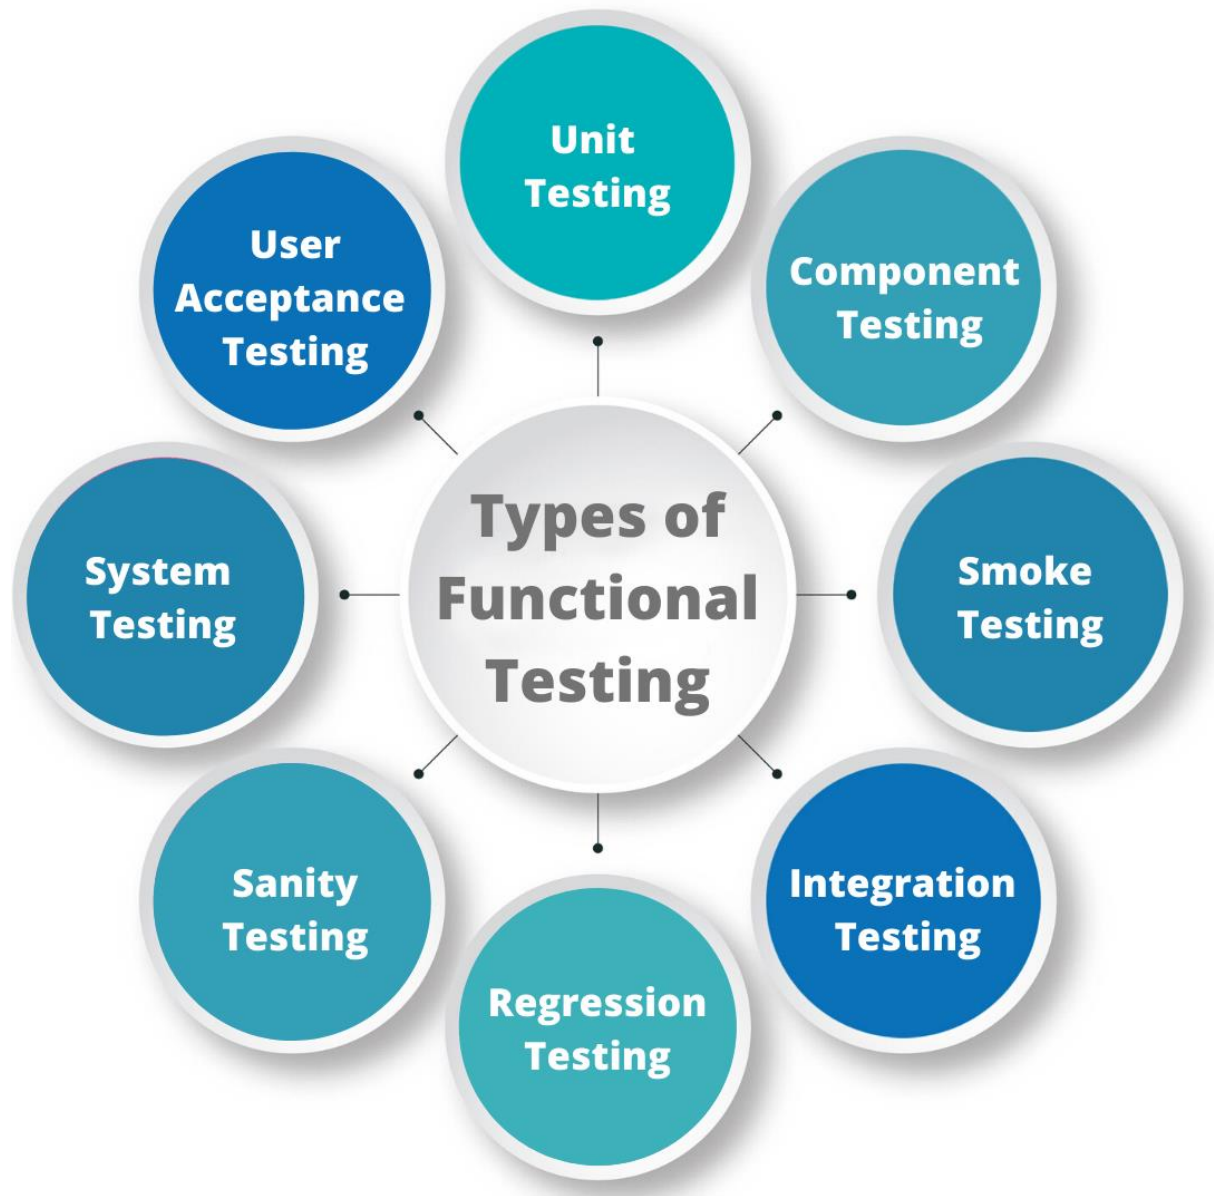 Types of
Functional
Testing
Unit
Testing
Component
Testing
Smoke
Testing
Integration
Testing
Regression
Testing
Sanity
Testing
System
Testing
User
Acceptance
Testing